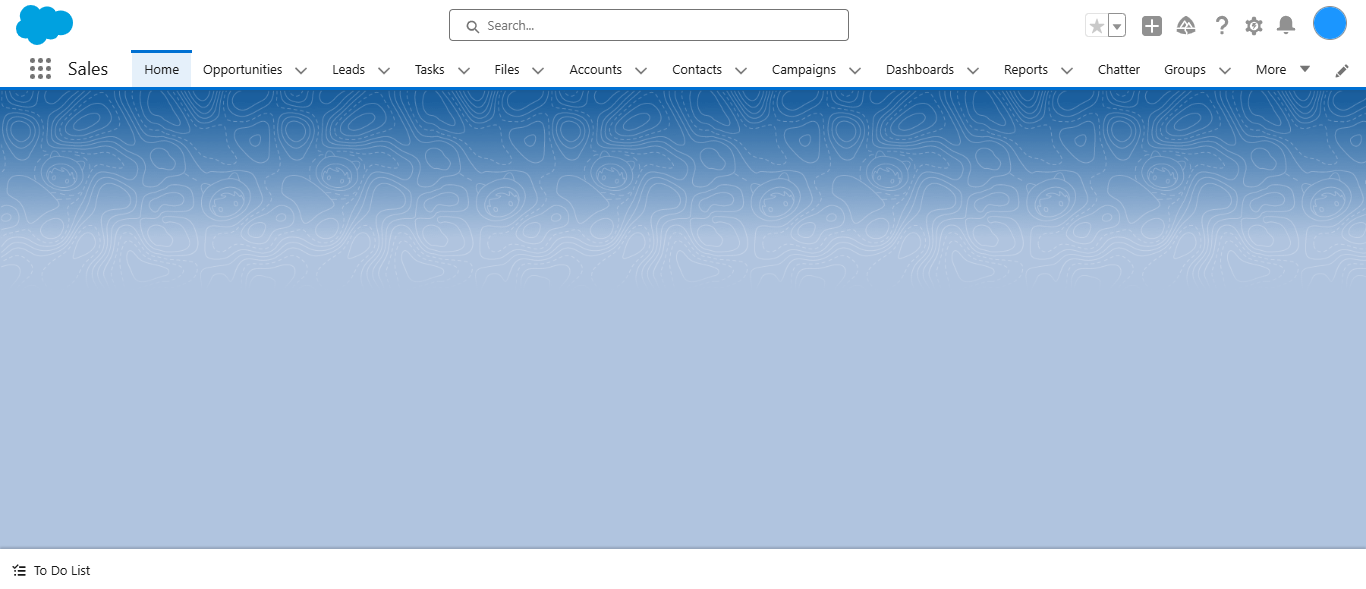 Search...
Sales
Home
Opportunities
Leads
Tasks
Files
Accounts
Contacts
Campaigns
Dashboards
Reports
Chatter
Groups
More
To Do List